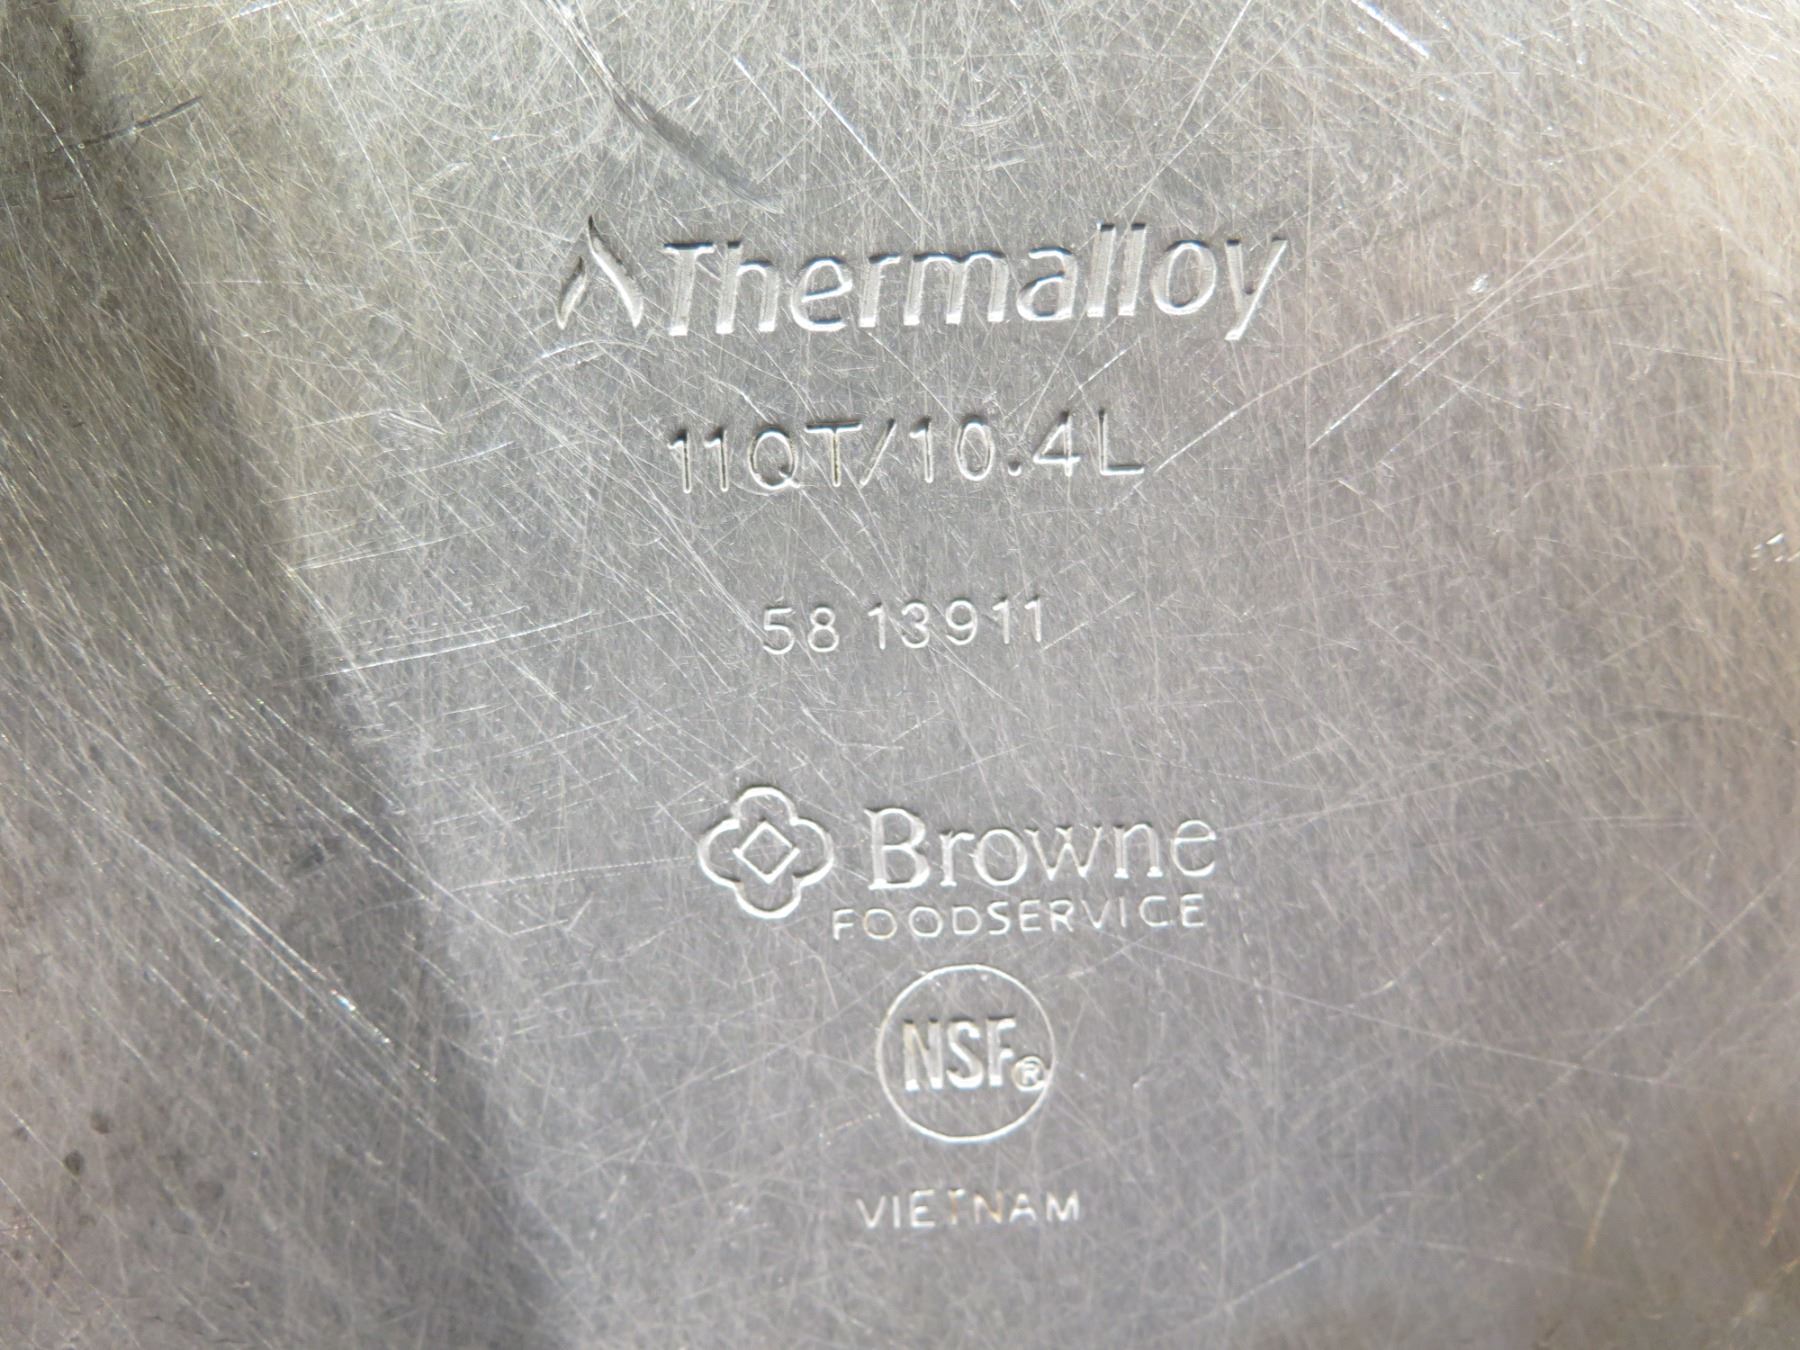 Thermalloy
11QT/10.4L
58 13911
Browne
FOODSERVICE
NSF®
VIETNAM